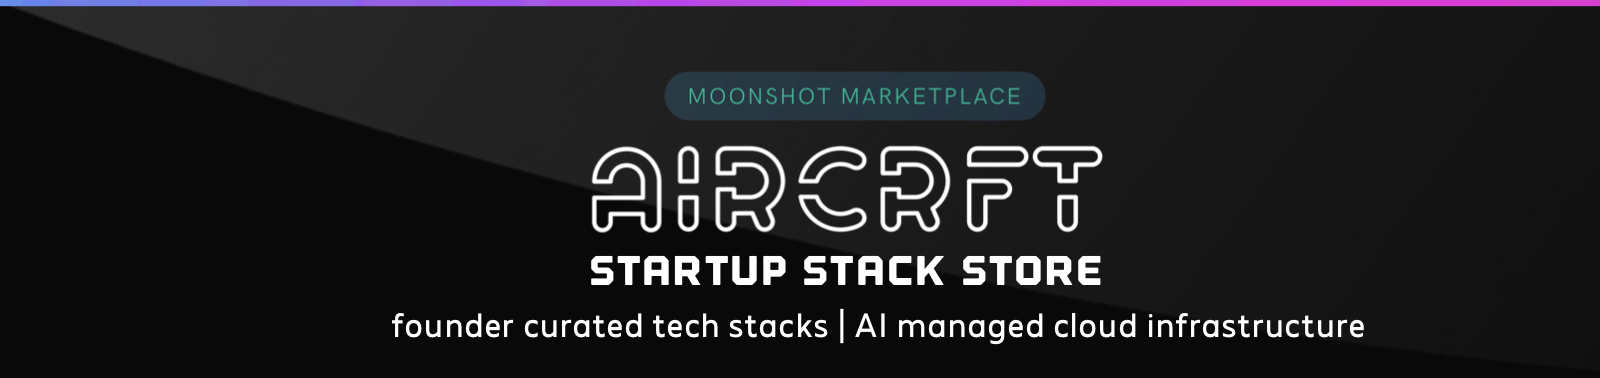 MOONSHOT MARKETPLACE
AIRCRFT
STARTUP STACK STORE
founder curated tech stacks | AI managed cloud infrastructure